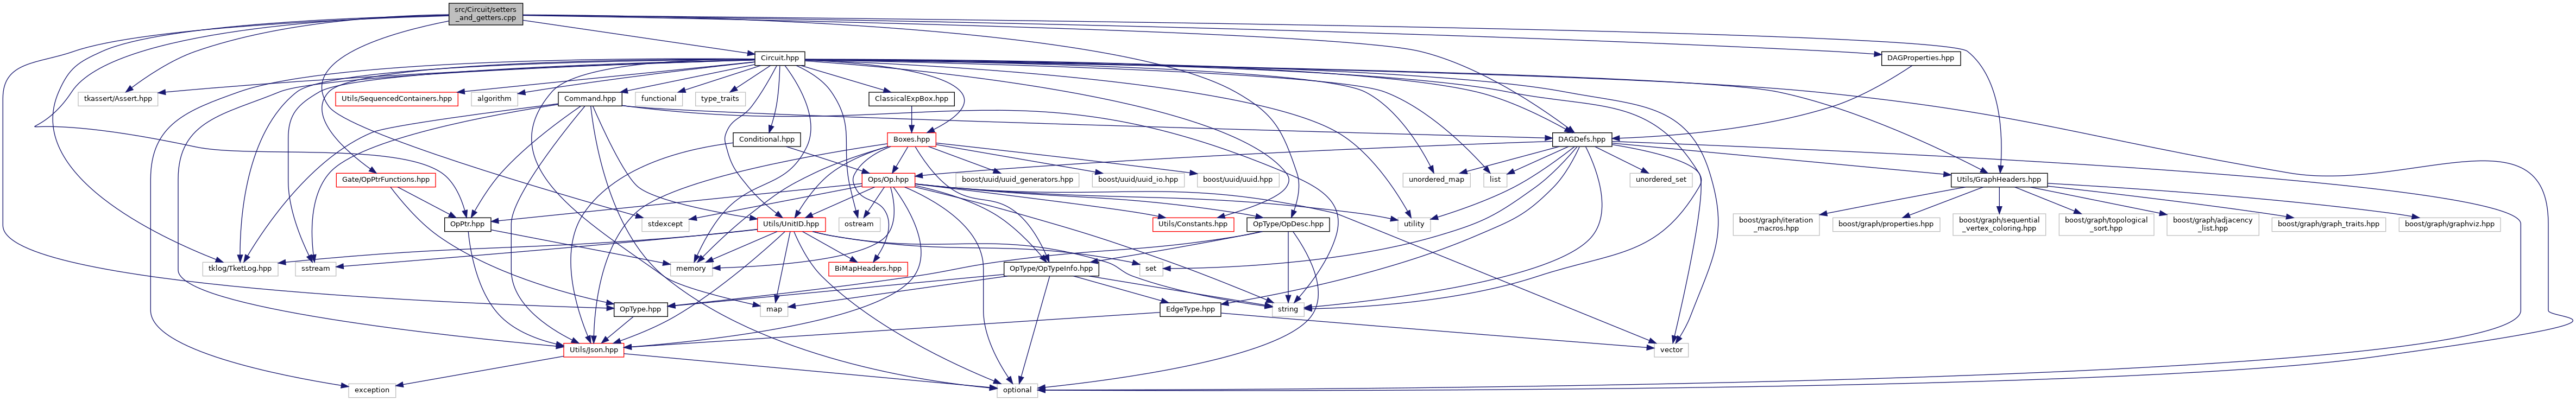 src/Circuit/setters
_and_getters.cpp
Circuit.hpp
DAGProperties.hpp
tkassert/Assert.hpp
Utils/SequencedContainers.hpp
algorithm
Command.hpp
functional
type_traits
ClassicalExpBox.hpp
Conditional.hpp
Boxes.hpp
DAGDefs.hpp
Gate/OpPtrFunctions.hpp
Ops/Op.hpp
boost/uuid/uuid_generators.hpp
boost/uuid/uuid_io.hpp
boost/uuid/uuid.hpp
unordered_map
list
unordered_set
Utils/GraphHeaders.hpp
OpPtr.hpp
stdexcept
Utils/UnitID.hpp
ostream
Utils/Constants.hpp
OpType/OpDesc.hpp
utility
boost/graph/iteration
_macros.hpp
boost/graph/properties.hpp
boost/graph/sequential
_vertex_coloring.hpp
boost/graph/topological
_sort.hpp
boost/graph/adjacency
_list.hpp
boost/graph/graph_traits.hpp
boost/graph/graphviz.hpp
tklog/TketLog.hpp
sstream
memory
BiMapHeaders.hpp
OpType/OpTypeInfo.hpp
set
OpType.hpp
map
EdgeType.hpp
string
Utils/Json.hpp
vector
exception
optional